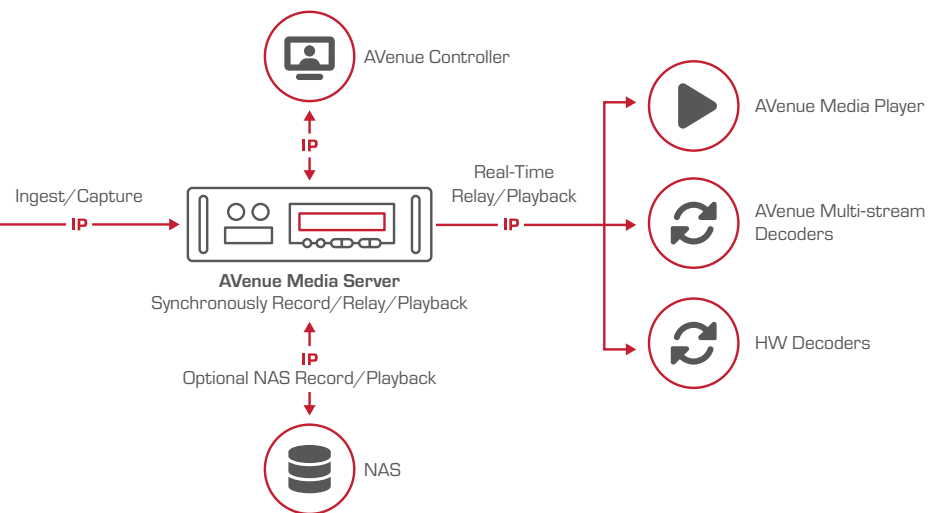 AVenue Controller
IP
Ingest/Capture
IP
Real-Time
Relay/Playback
IP
AVenue Media Player
AVenue Multi-stream
Decoders
HW Decoders
AVenue Media Server
Synchronously Record/Relay/Playback
IP
Optional NAS Record/Playback
NAS